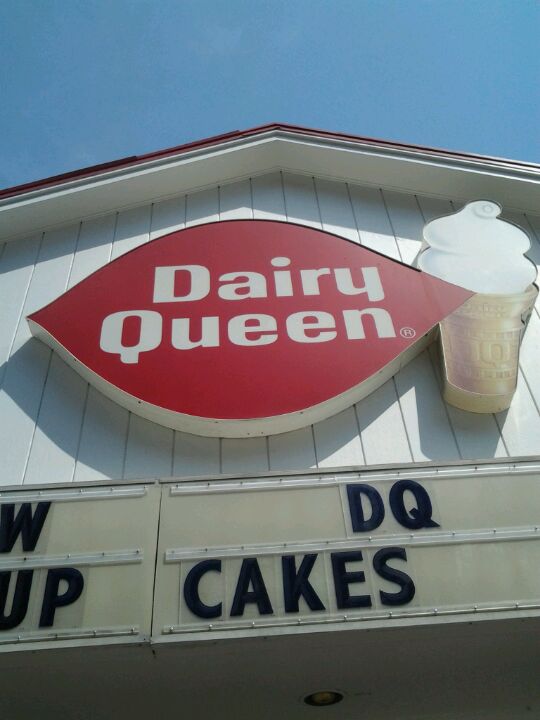 Dairy
Queen®
W
UP
DQ
CAKES